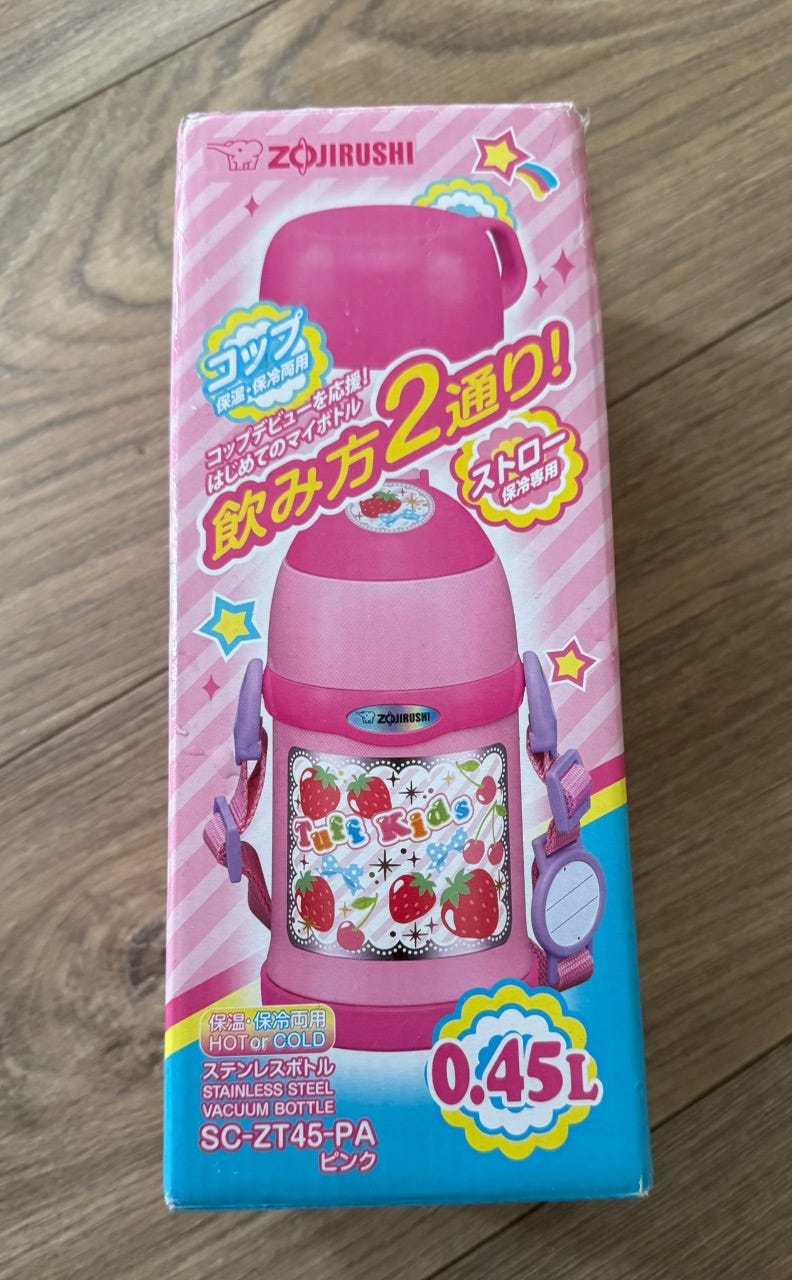 ZOJIRUSHI
コップ
保温・保冷両用
コップデビューを応援!
はじめてのマイボトル
飲み方2通り!
ストロー
保冷専用
ZOJIRUSHI
Tuff Kids
保温・保冷両用
HOT or COLD
ステンレスボトル
STAINLESS STEEL
VACUUM BOTTLE
SC-ZT45-PA
ピンク
0.45L